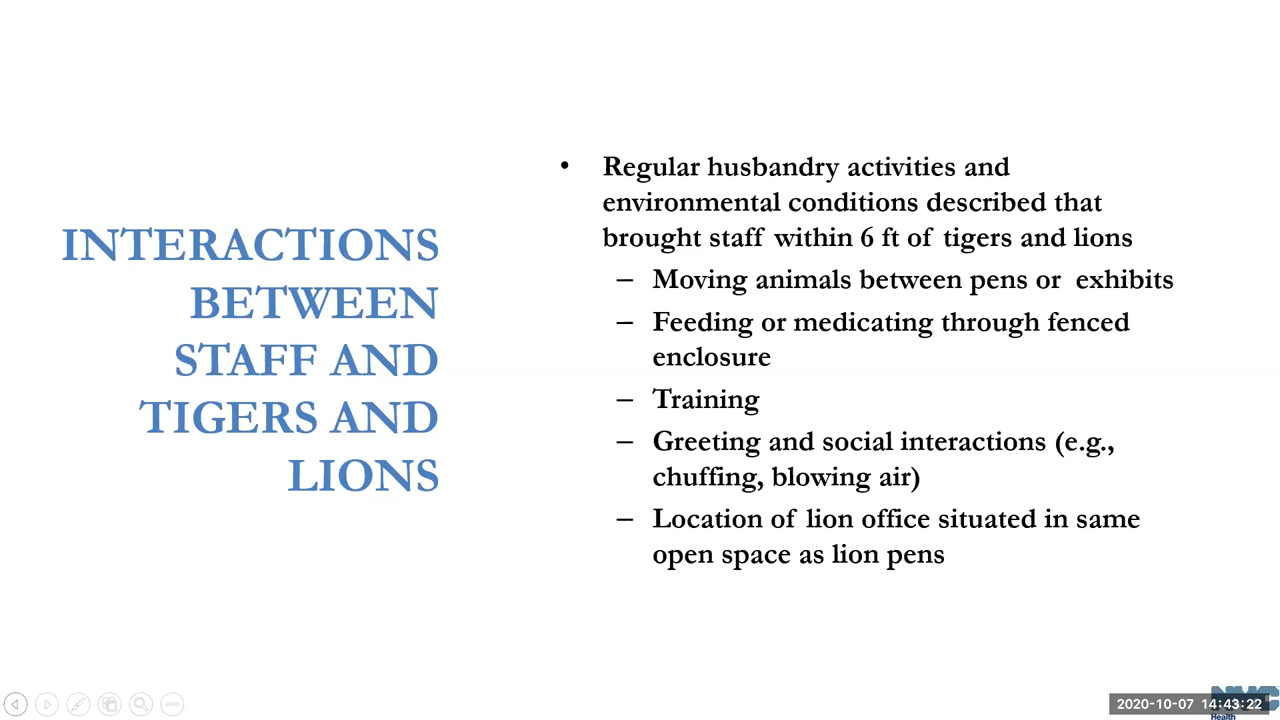 INTERACTIONS
BETWEEN
STAFF AND
TIGERS AND
LIONS
• Regular husbandry activities and
environmental conditions described that
brought staff within 6 ft of tigers and lions
– Moving animals between pens or exhibits
– Feeding or medicating through fenced
enclosure
– Training
– Greeting and social interactions (e.g.,
chuffing, blowing air)
– Location of lion office situated in same
open space as lion pens
2020-10-07 14:43:22
NYC
Health